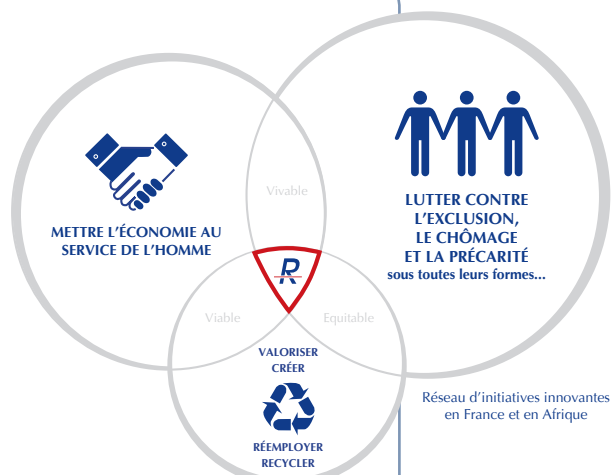 METTRE L'ÉCONOMIE AU
SERVICE DE L'HOMME
Vivable
LUTTER CONTRE
L'EXCLUSION,
LE CHÔMAGE
ET LA PRÉCARITÉ
sous toutes leurs formes...
R
Viable
Equitable
VALORISER
CRÉER
RÉEMPLOYER
RECYCLER
Réseau d'initiatives innovantes
en France et en Afrique